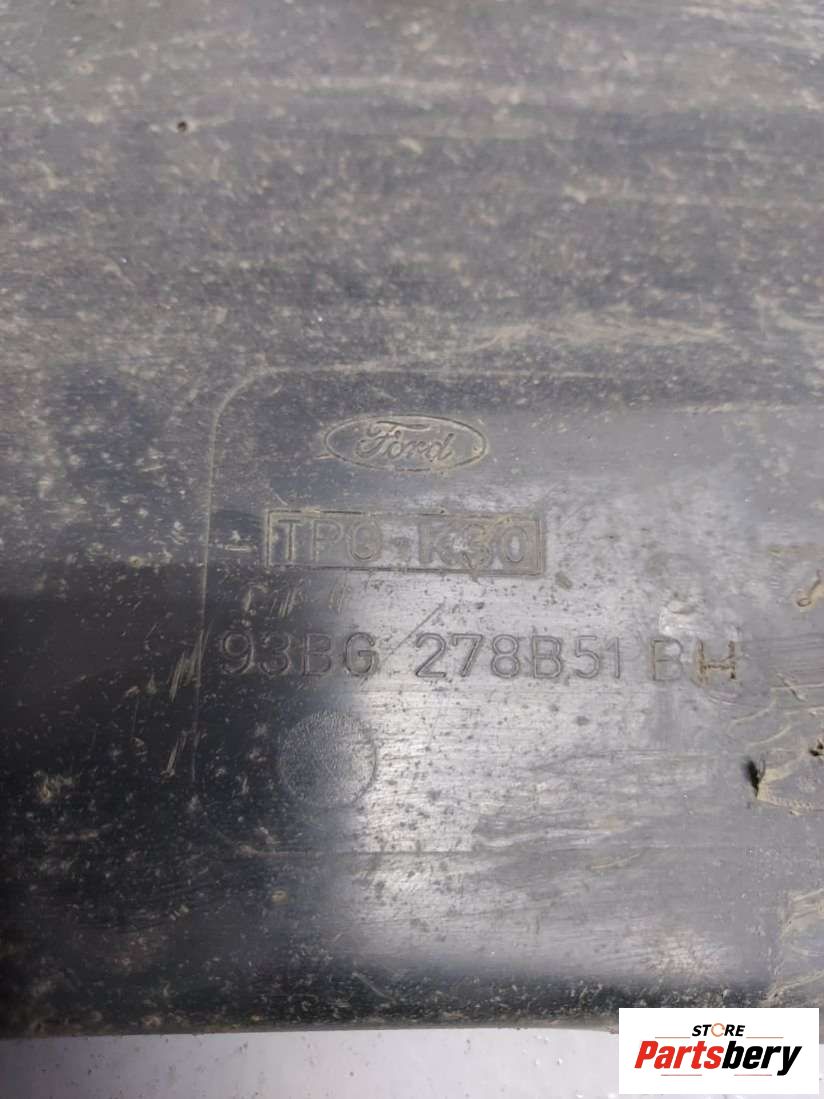 Ford
TPO-K30
93BG 278B51 BH
STORE
Partsbery